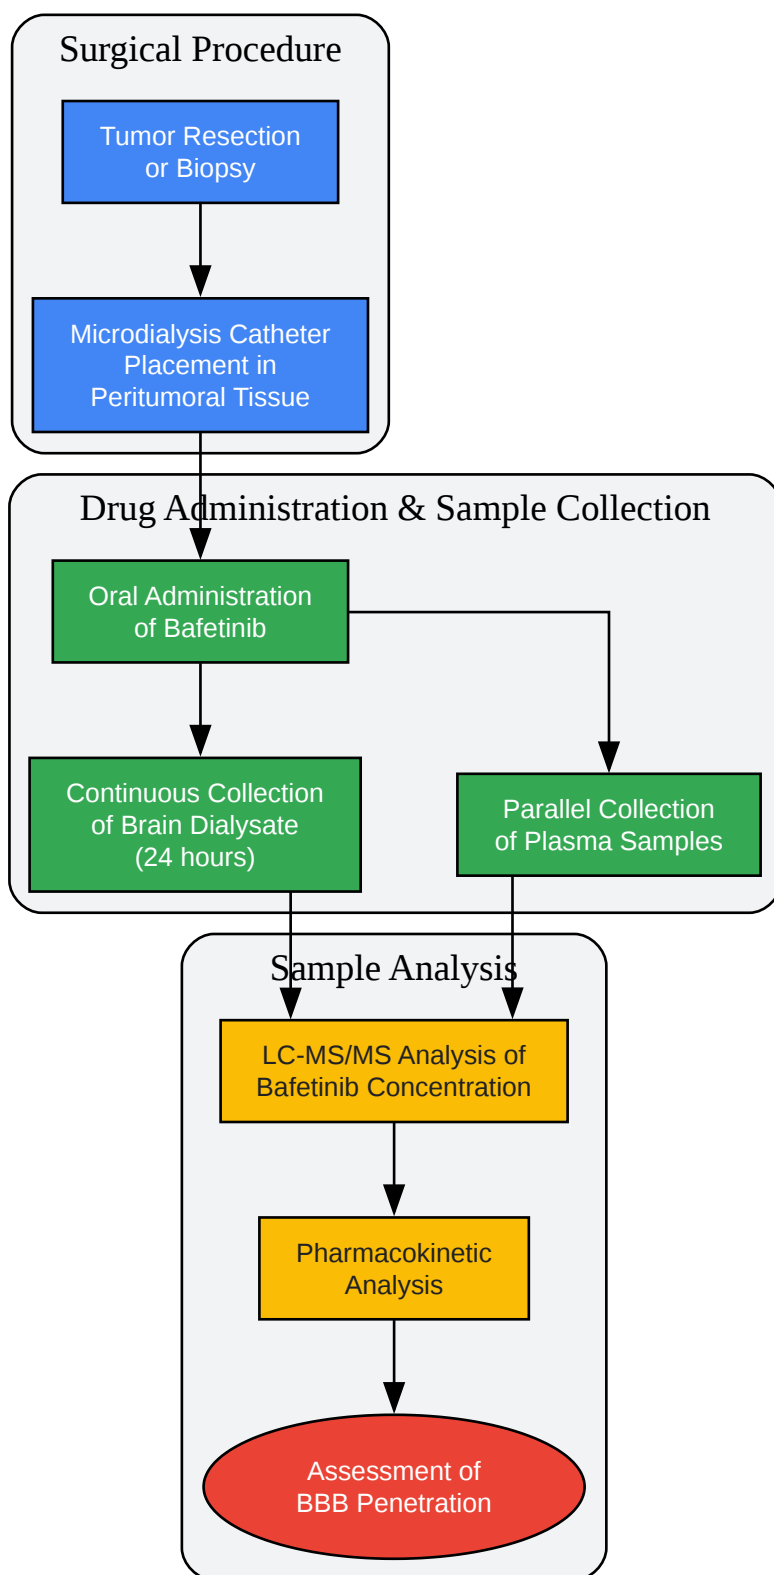 Surgical Procedure
Tumor Resection
or Biopsy
Microdialysis Catheter
Placement in
Peritumoral Tissue
Drug Administration & Sample Collection
Oral Administration
of Bafetinib
Continuous Collection
of Brain Dialysate
(24 hours)
Parallel Collection
of Plasma Samples
Sample Analysis
LC-MS/MS Analysis of
Bafetinib Concentration
Pharmacokinetic
Analysis
Assessment of
BBB Penetration